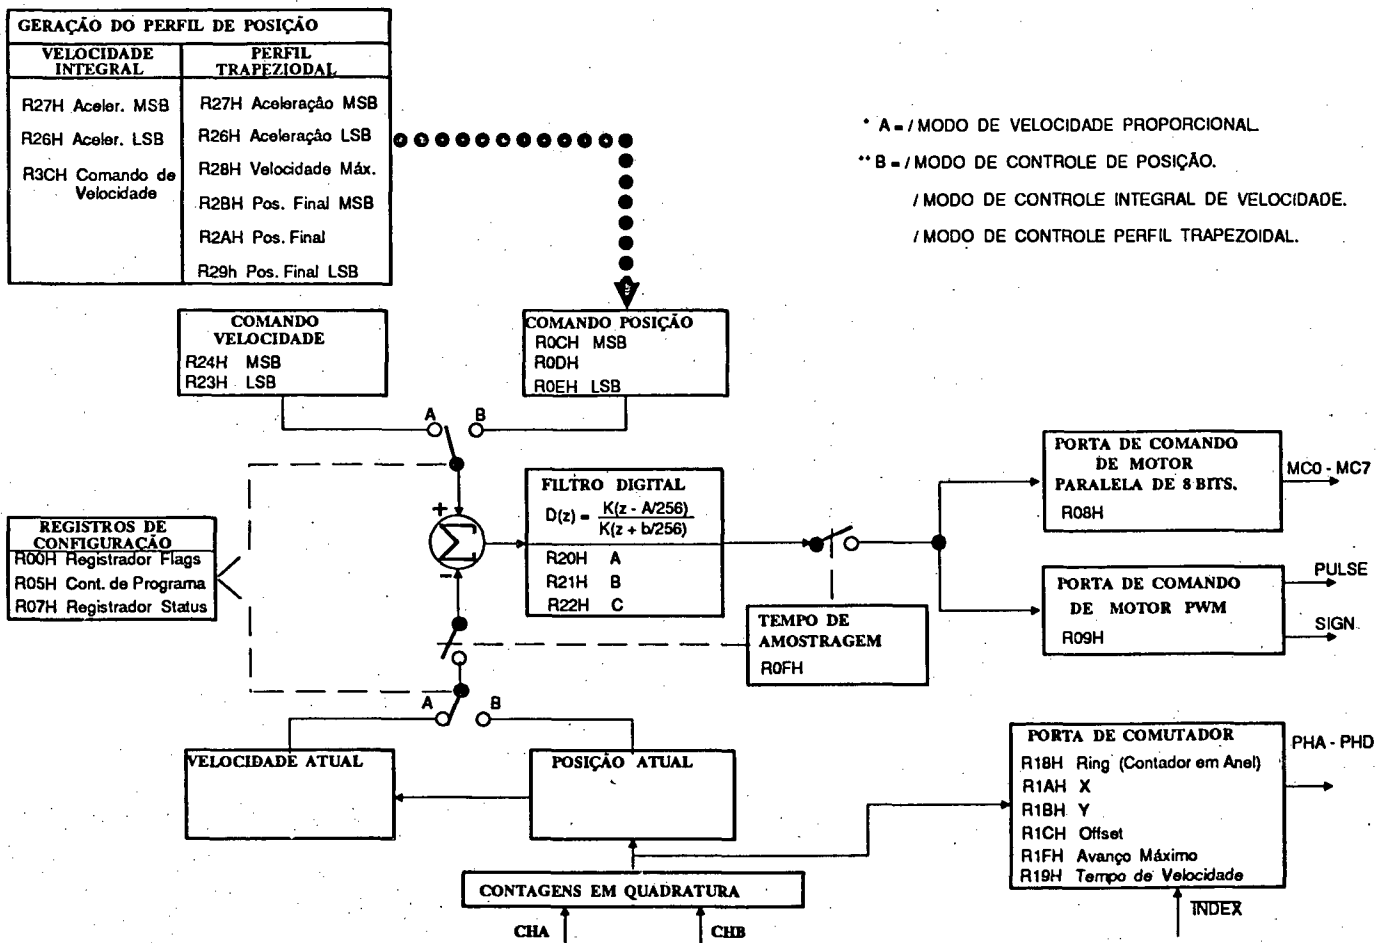 GERAÇÃO DO PERFIL DE POSIÇÃO
VELOCIDADE INTEGRAL
R27H Aceler. MSB
R26H Aceler. LSB
R3CH Comando de
Velocidade
PERFIL
TRAPEZIODAL
R27H Aceleração MSB
R26H Aceleração LSB
R28H Velocidade Máx.
R2BH Pos. Final MSB
R2AH Pos. Final
R29h Pos. Final LSB
* A = / MODO DE VELOCIDADE PROPORCIONAL
** B = / MODO DE CONTROLE DE POSIÇÃO.
/ MODO DE CONTROLE INTEGRAL DE VELOCIDADE.
/ MODO DE CONTROLE PERFIL TRAPEZOIDAL.
COMANDO
VELOCIDADE
R24H MSB
R23H LSB
COMANDO POSIÇÃO
R0CH MSB
R0DH
R0EH LSB
A
B
+
Σ
-
REGISTROS DE
CONFIGURAÇÃO
R00H Registrador Flags
R05H Cont. de Programa
R07H Registrador Status
FILTRO DIGITAL
D(z) = K(z - A/256)
K(z + b/256)
R20H A
R21H B
R22H C
TEMPO DE
AMOSTRAGEM
R0FH
PORTA DE COMANDO
DE MOTOR
PARALELA DE 8 BITS.
R08H
MC0 - MC7
PORTA DE COMANDO
DE MOTOR PWM
R09H
PULSE
SIGN
A
B
VELOCIDADE ATUAL
POSIÇÃO ATUAL
CONTAGENS EM QUADRATURA
CHA
CHB
PORTA DE COMUTADOR
R18H Ring (Contador em Anel)
R1AH X
R1BH Y
R1CH Offset
R1FH Avanço Máximo
R19H Tempo de Velocidade
PHA - PHD
INDEX